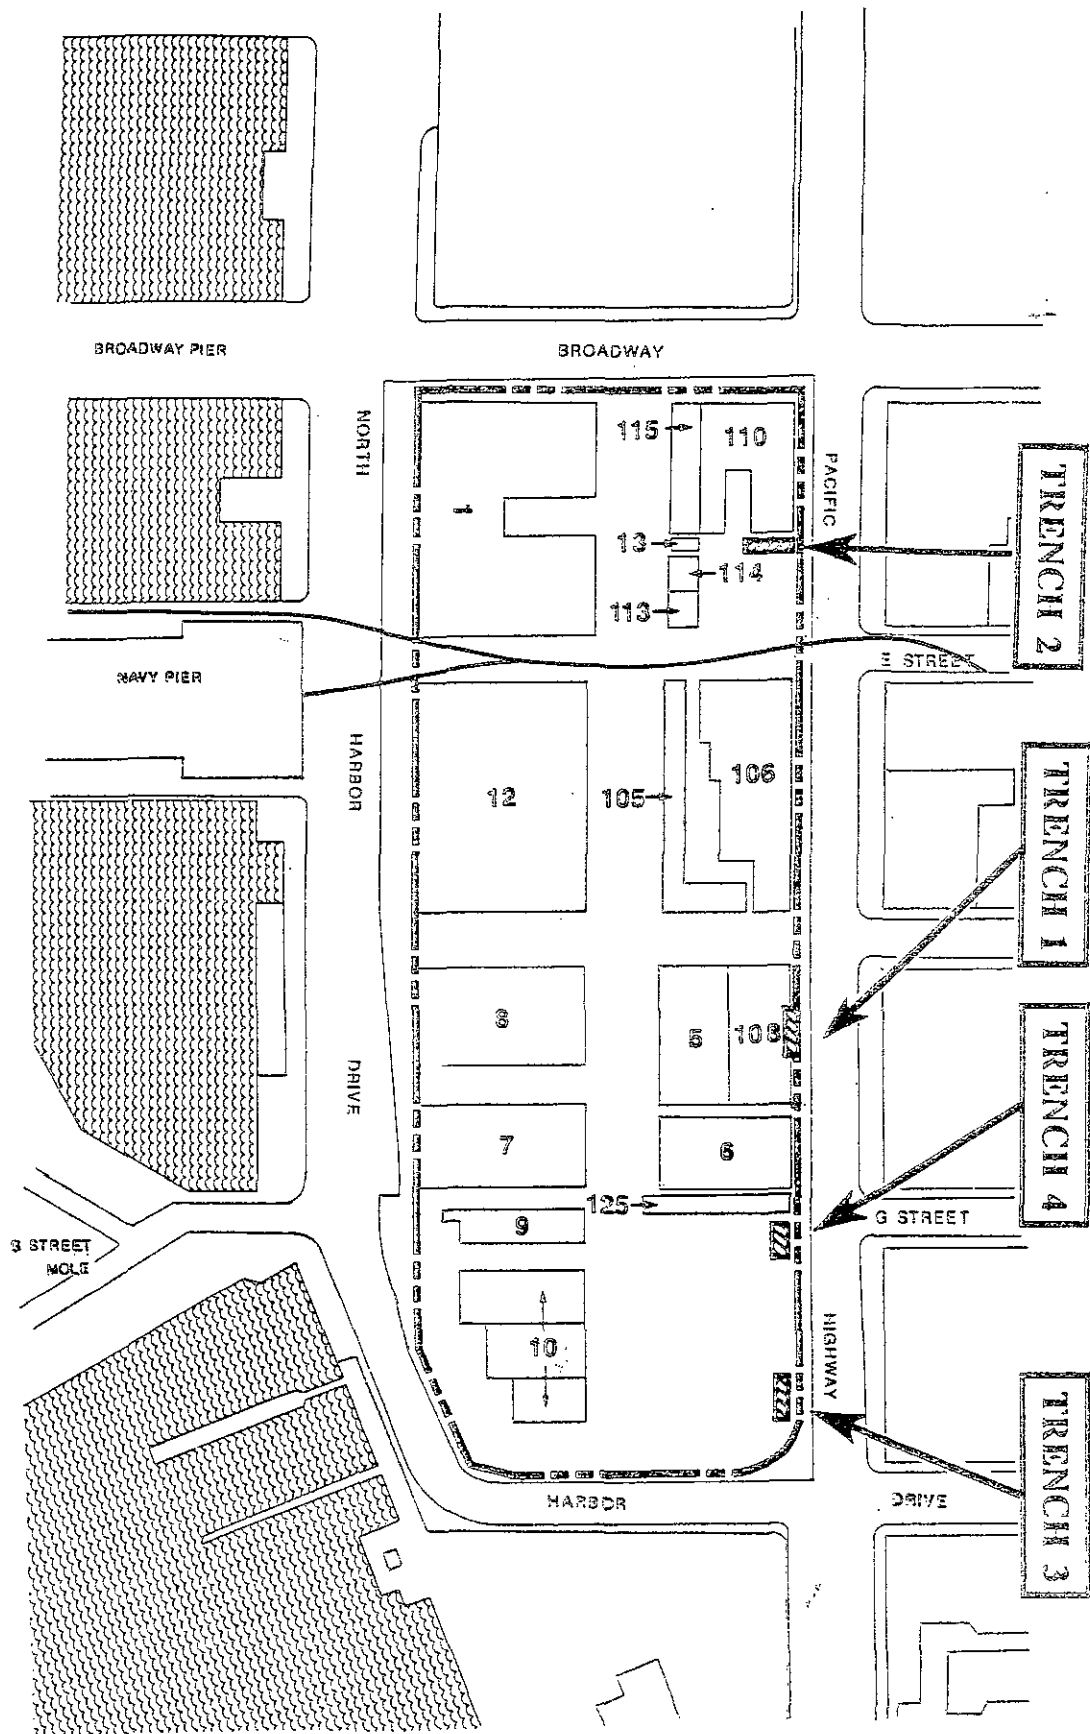 BROADWAY PIER
BROADWAY
NORTH
115
110
PACIFIC
TRENCH 2
1
13
114
113
E STREET
NAVY PIER
HARBOR
12
105
106
TRENCH 1
8
5
108
TRENCH 4
DRIVE
7
6
125
9
G STREET
G STREET
MOLE
10
HIGHWAY
TRENCH 3
HARBOR
DRIVE